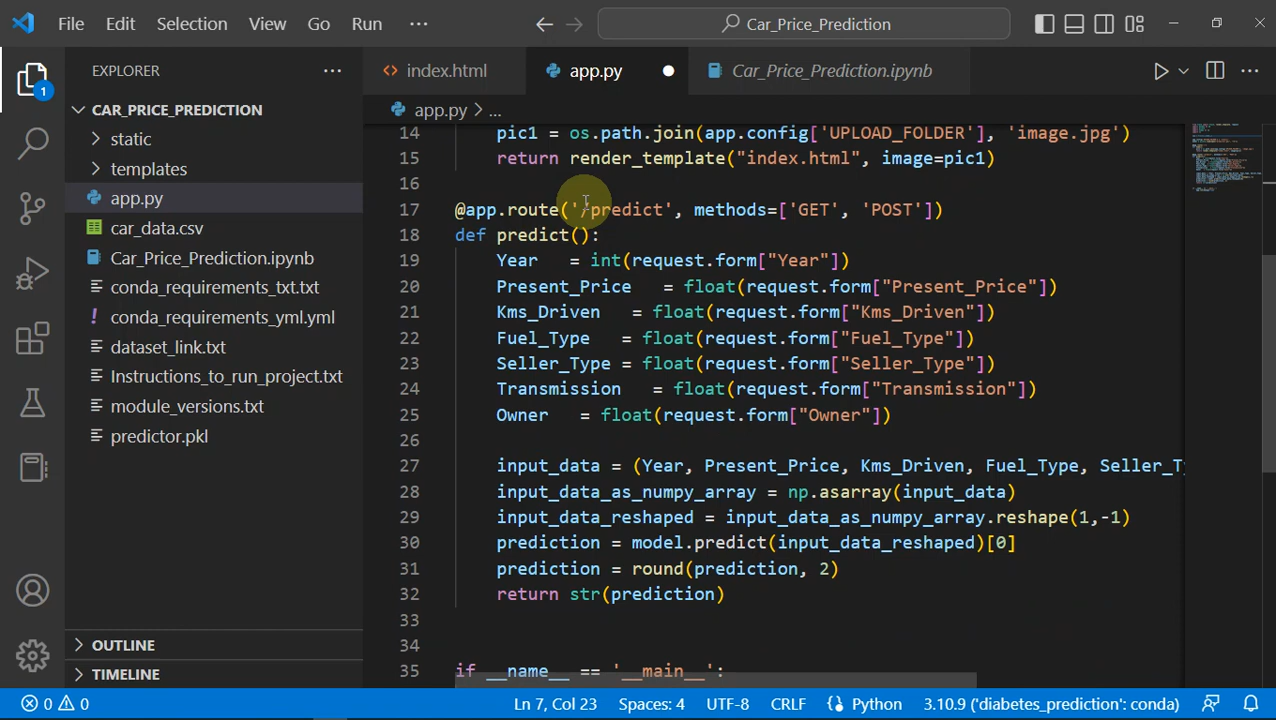 File Edit Selection View Go Run ··· Car_Price_Prediction
EXPLORER ···
CAR_PRICE_PREDICTION
static
templates
app.py
car_data.csv
Car_Price_Prediction.ipynb
conda_requirements_txt.txt
conda_requirements_yml.yml
dataset_link.txt
Instructions_to_run_project.txt
module_versions.txt
predictor.pkl
OUTLINE
TIMELINE
1
index.html app.py Car_Price_Prediction.ipynb
app.py > ...
14 pic1 = os.path.join(app.config['UPLOAD_FOLDER'], 'image.jpg')
15 return render_template("index.html", image=pic1)
16
17 @app.route('/predict', methods=['GET', 'POST'])
18 def predict():
19 Year = int(request.form["Year"])
20 Present_Price = float(request.form["Present_Price"])
21 Kms_Driven = float(request.form["Kms_Driven"])
22 Fuel_Type = float(request.form["Fuel_Type"])
23 Seller_Type = float(request.form["Seller_Type"])
24 Transmission = float(request.form["Transmission"])
25 Owner = float(request.form["Owner"])
26
27 input_data = (Year, Present_Price, Kms_Driven, Fuel_Type, Seller_Ty
28 input_data_as_numpy_array = np.asarray(input_data)
29 input_data_reshaped = input_data_as_numpy_array.reshape(1,-1)
30 prediction = model.predict(input_data_reshaped)[0]
31 prediction = round(prediction, 2)
32 return str(prediction)
33
34
35 if __name__ == '__main__':
0 0 Ln 7, Col 23 Spaces: 4 UTF-8 CRLF Python 3.10.9 ('diabetes_prediction': conda)